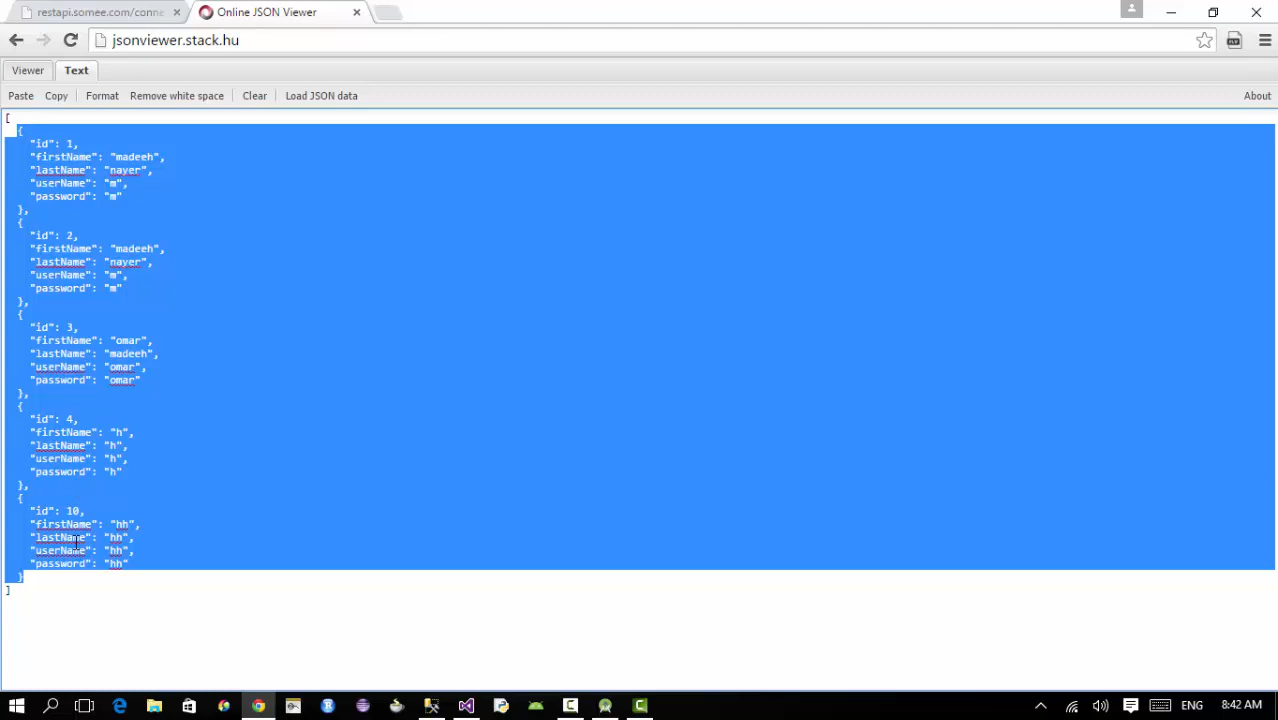 restapi.somee.com/conne
Online JSON Viewer
jsonviewer.stack.hu
Viewer Text
Paste Copy Format Remove white space Clear Load JSON data About
[
{
"id": 1,
"firstName": "madeeh",
"lastName": "nayer",
"userName": "m",
"password": "m"
},
{
"id": 2,
"firstName": "madeeh",
"lastName": "nayer",
"userName": "m",
"password": "m"
},
{
"id": 3,
"firstName": "omar",
"lastName": "madeeh",
"userName": "omar",
"password": "omar"
},
{
"id": 4,
"firstName": "h",
"lastName": "h",
"userName": "h",
"password": "h"
},
{
"id": 10,
"firstName": "hh",
"lastName": "hh",
"userName": "hh",
"password": "hh"
}
]
ENG 8:42 AM